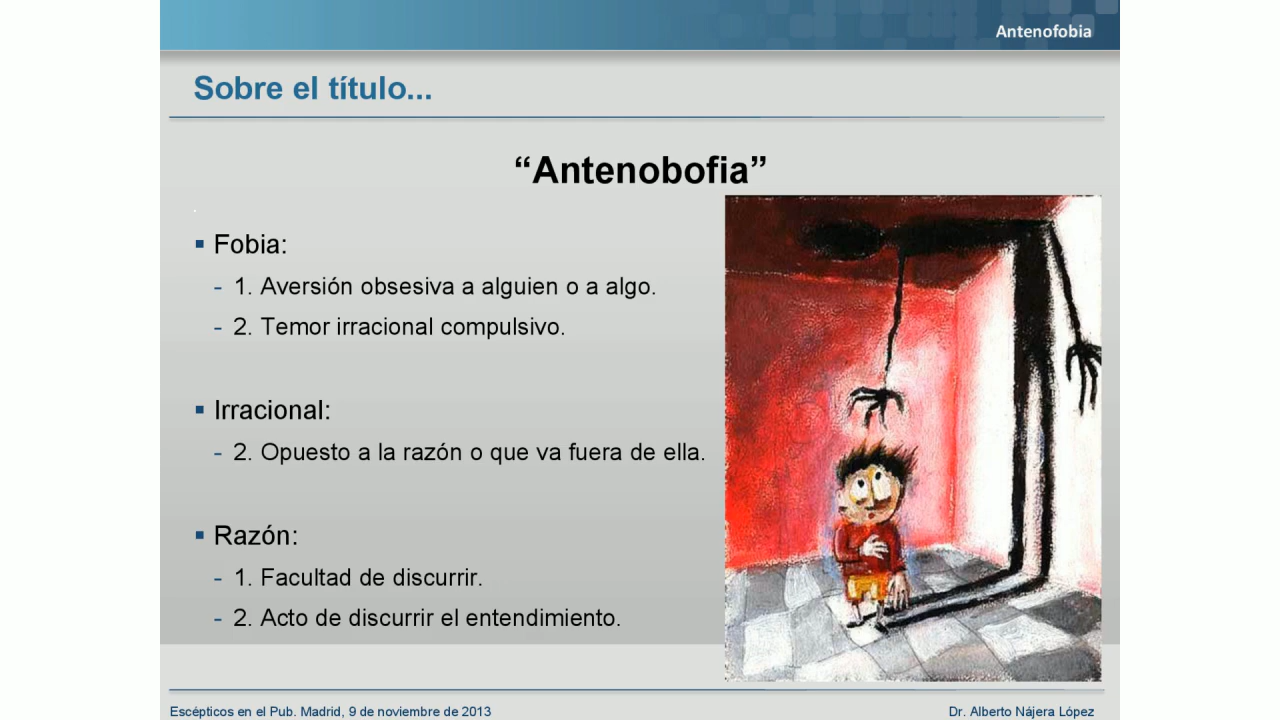 Antenofobia
Sobre el título...
“Antenobofia”
▪ Fobia:
- 1. Aversión obsesiva a alguien o a algo.
- 2. Temor irracional compulsivo.
▪ Irracional:
- 2. Opuesto a la razón o que va fuera de ella.
▪ Razón:
- 1. Facultad de discurrir.
- 2. Acto de discurrir el entendimiento.
Escépticos en el Pub. Madrid, 9 de noviembre de 2013
Dr. Alberto Nájera López